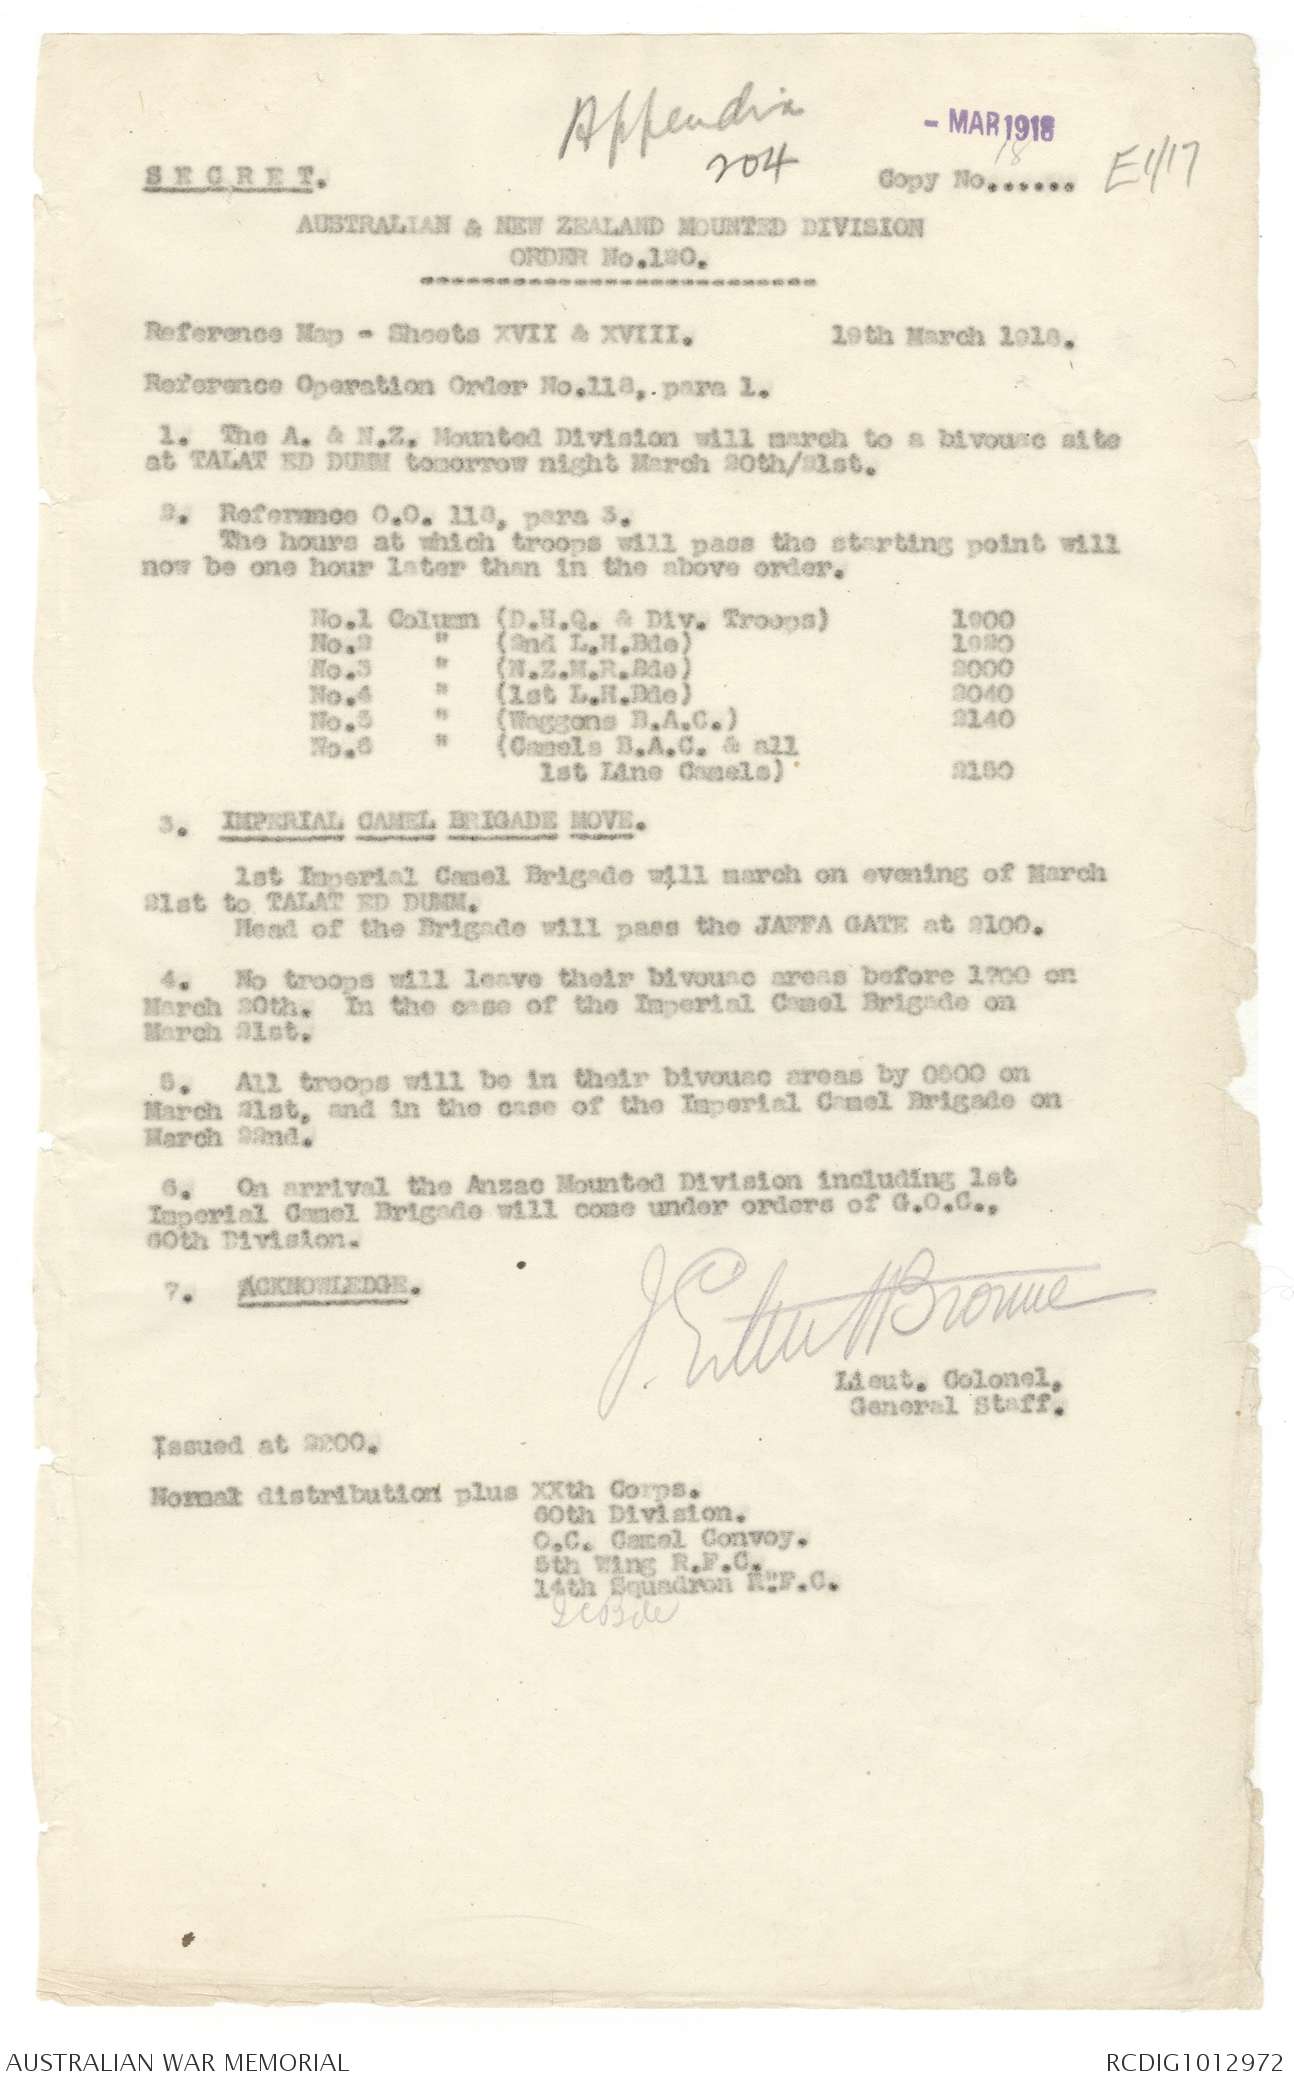 Appendix
204
- MAR 1918
18
E1/17
SECRET.
Copy No......
AUSTRALIAN & NEW ZEALAND MOUNTED DIVISION
ORDER No.120.
Reference Map - Sheets XVII & XVIII. 19th March 1918.
Reference Operation Order No.118, para 1.
1. The A. & N.Z. Mounted Division will march to a bivouac site
at TALAT ED DUMM tomorrow night March 20th/21st.
2. Reference O.O. 118, para 3.
The hours at which troops will pass the starting point will
now be one hour later than in the above order.
No.1 Column (D.H.Q. & Div. Troops) 1900
No.2 " (2nd L.H.Bde) 1920
No.3 " (N.Z.M.R.Bde) 2000
No.4 " (1st L.H.Bde) 2040
No.5 " (Waggons B.A.C.) 2140
No.6 " (Camels B.A.C. & all
1st Line Camels) 2150
3. IMPERIAL CAMEL BRIGADE MOVE.
1st Imperial Camel Brigade will march on evening of March
21st to TALAT ED DUMM.
Head of the Brigade will pass the JAFFA GATE at 2100.
4. No troops will leave their bivouac areas before 1700 on
March 20th. In the case of the Imperial Camel Brigade on
March 21st.
5. All troops will be in their bivouac areas by 0600 on
March 21st, and in the case of the Imperial Camel Brigade on
March 22nd.
6. On arrival the Anzac Mounted Division including 1st
Imperial Camel Brigade will come under orders of G.O.C.,
60th Division.
7. ACKNOWLEDGE.
Browne
Lieut. Colonel,
General Staff.
Issued at 2200.
Normal distribution plus XXth Corps.
60th Division.
O.C. Camel Convoy.
5th Wing R.F.C.
14th Squadron R.F.C.
ICBde
AUSTRALIAN WAR MEMORIAL
RCDIG1012972